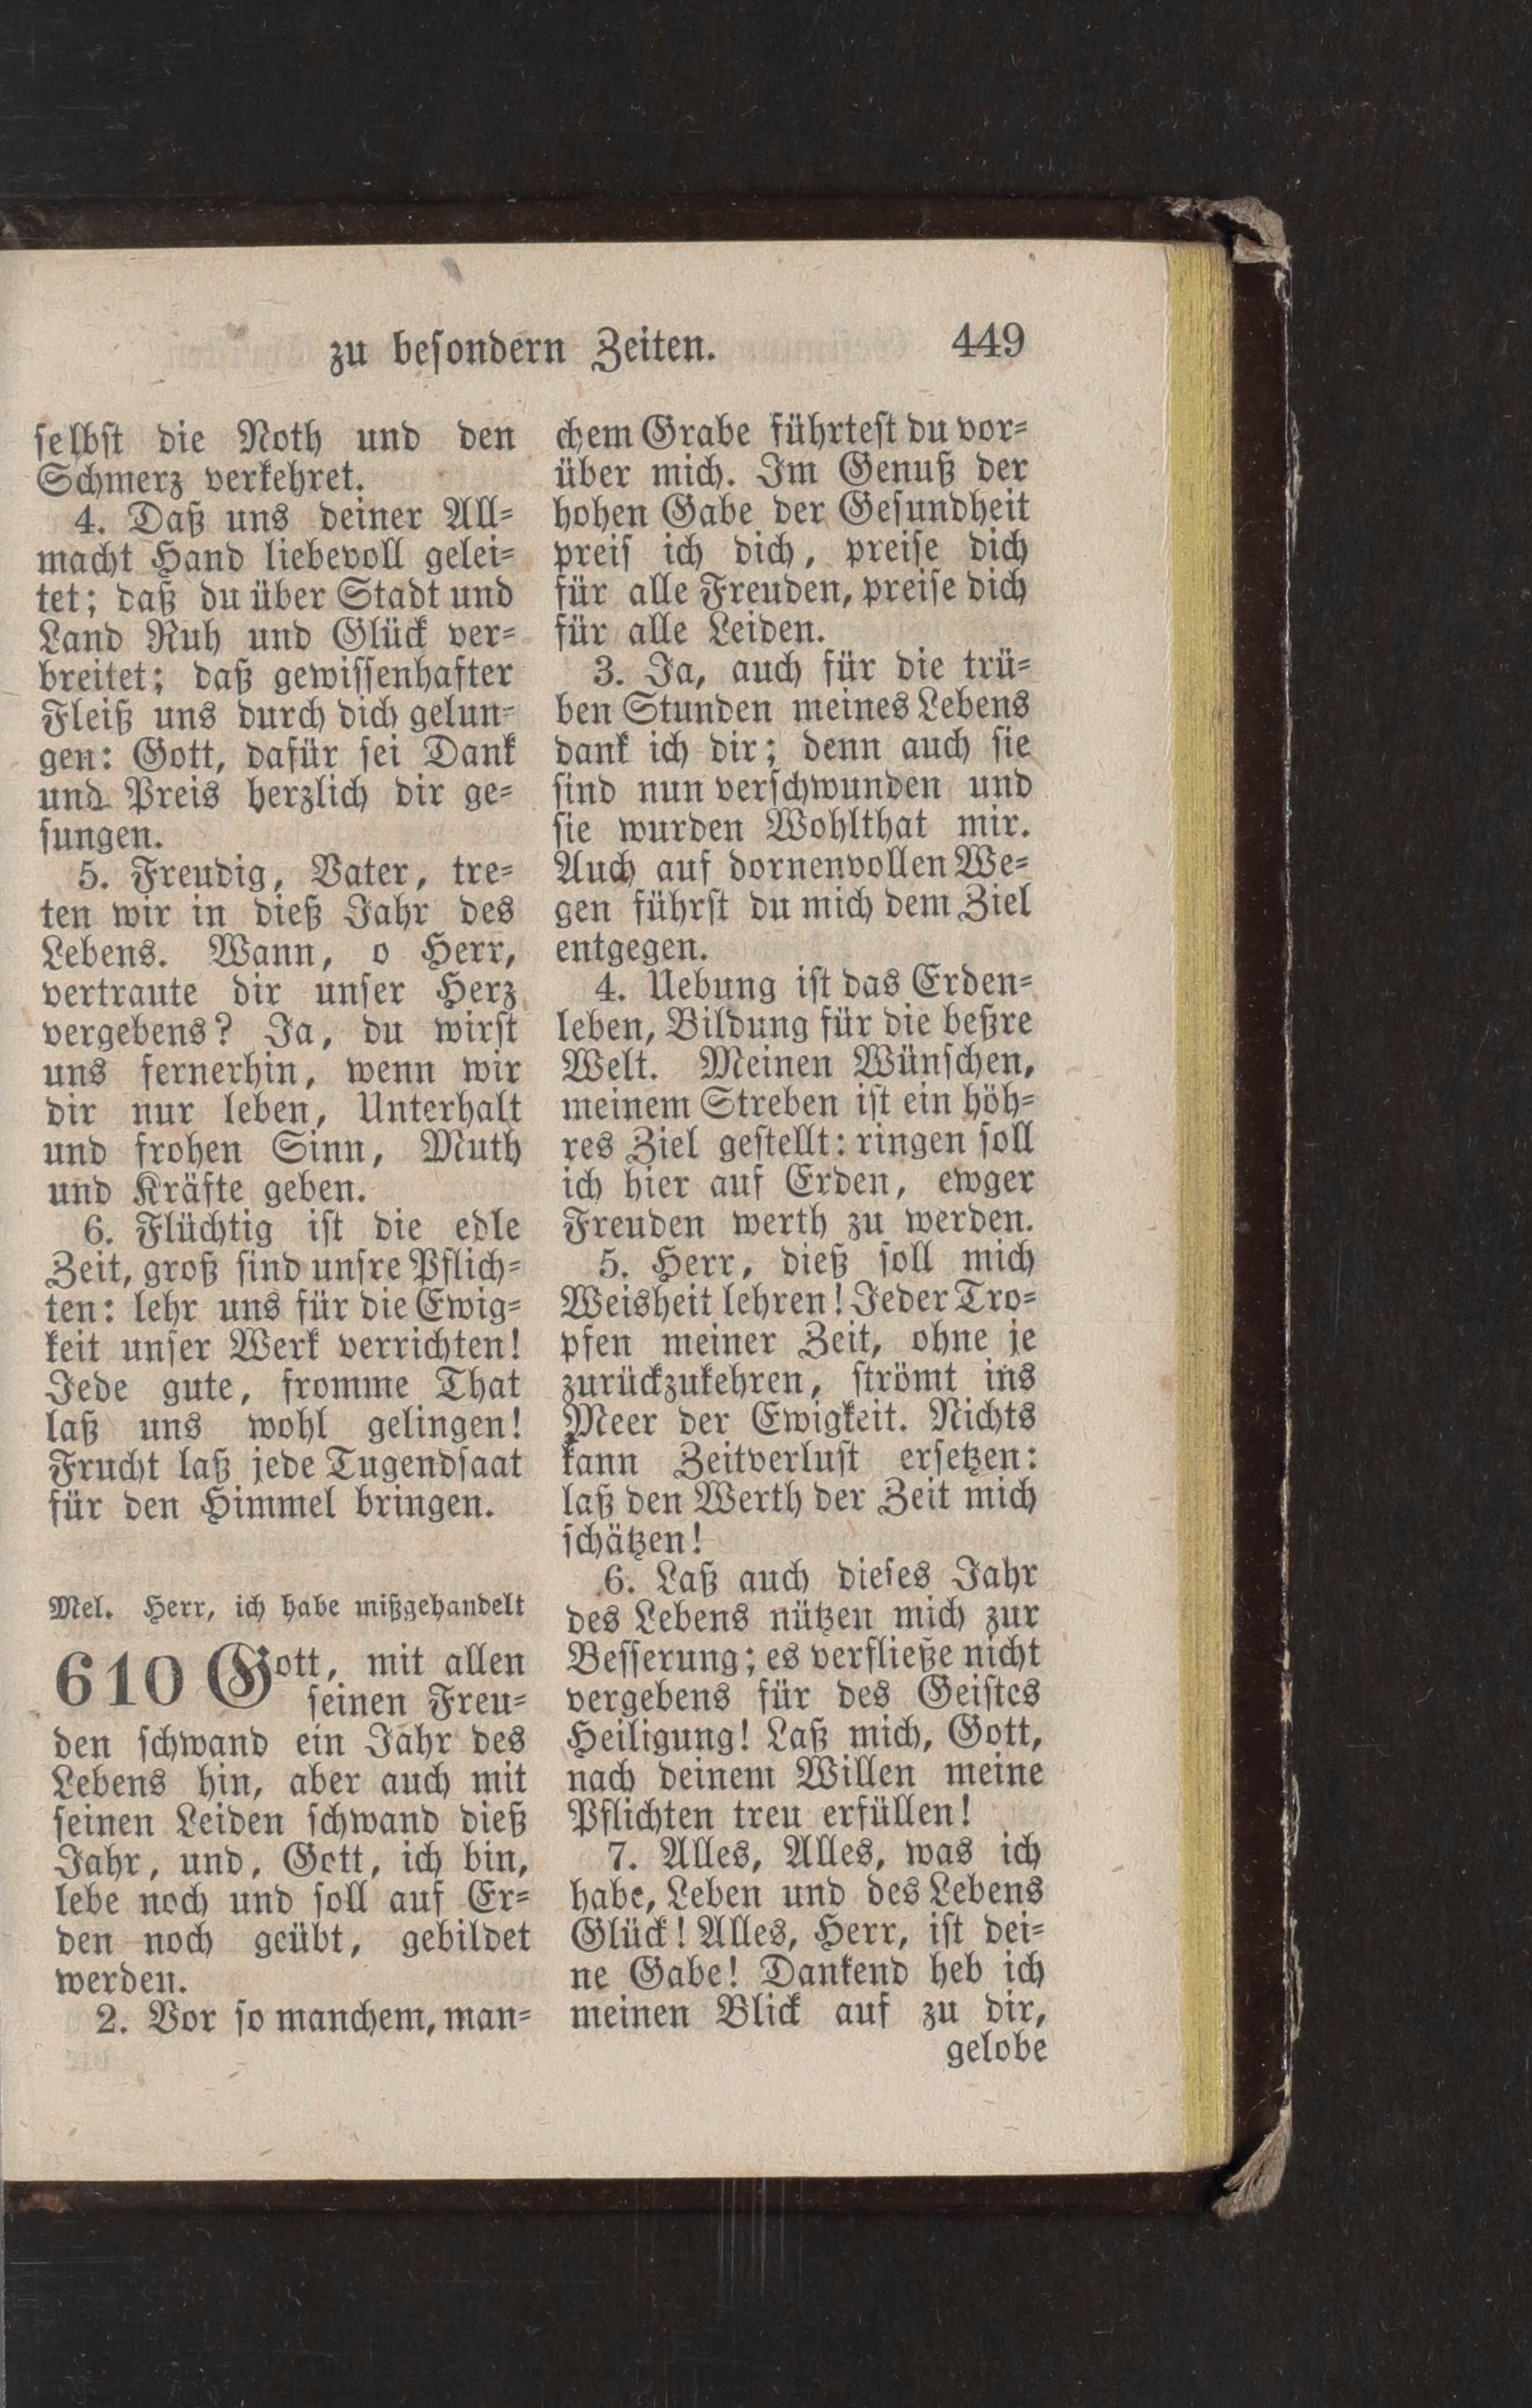 zu besondern Zeiten. 449
selbst die Noth und den
Schmerz verkehret.
4. Daß uns deiner All-
macht Hand liebevoll gelei-
tet; daß du über Stadt und
Land Ruh und Glück ver-
breitet; daß gewissenhafter
Fleiß uns durch dich gelun-
gen: Gott, dafür sei Dank
und Preis herzlich dir ge-
sungen.
5. Freudig, Vater, tre-
ten wir in dieß Jahr des
Lebens. Wann, o Herr,
vertraute dir unser Herz
vergebens? Ja, du wirst
uns fernerhin, wenn wir
dir nur leben, Unterhalt
und frohen Sinn, Muth
und Kräfte geben.
6. Flüchtig ist die edle
Zeit, groß sind unsre Pflich-
ten: lehr uns für die Ewig-
keit unser Werk verrichten!
Jede gute, fromme That
laß uns wohl gelingen!
Frucht laß jede Tugendsaat
für den Himmel bringen.
Mel. Herr, ich habe mißgehandelt
610 Gott, mit allen
seinen Freu-
den schwand ein Jahr des
Lebens hin, aber auch mit
seinen Leiden schwand dieß
Jahr, und, Gott, ich bin,
lebe noch und soll auf Er-
den noch geübt, gebildet
werden.
2. Vor so manchem, man-
chem Grabe führtest du vor-
über mich. Im Genuß der
hohen Gabe der Gesundheit
preis ich dich, preise dich
für alle Freuden, preise dich
für alle Leiden.
3. Ja, auch für die trü-
ben Stunden meines Lebens
dank ich dir; denn auch sie
sind nun verschwunden und
sie wurden Wohlthat mir.
Auch auf dornenvollen We-
gen führst du mich dem Ziel
entgegen.
4. Uebung ist das Erden-
leben, Bildung für die beßre
Welt. Meinen Wünschen,
meinem Streben ist ein höh-
res Ziel gestellt: ringen soll
ich hier auf Erden, ewger
Freuden werth zu werden.
5. Herr, dieß soll mich
Weisheit lehren! Jeder Tro-
pfen meiner Zeit, ohne je
zurückzukehren, strömt ins
Meer der Ewigkeit. Nichts
kann Zeitverlust ersetzen:
laß den Werth der Zeit mich
schätzen!
6. Laß auch dieses Jahr
des Lebens nützen mich zur
Besserung; es verfließe nicht
vergebens für des Geistes
Heiligung! Laß mich, Gott,
nach deinem Willen meine
Pflichten treu erfüllen!
7. Alles, Alles, was ich
habe, Leben und des Lebens
Glück! Alles, Herr, ist dei-
ne Gabe! Dankend heb ich
meinen Blick auf zu dir,
gelobe